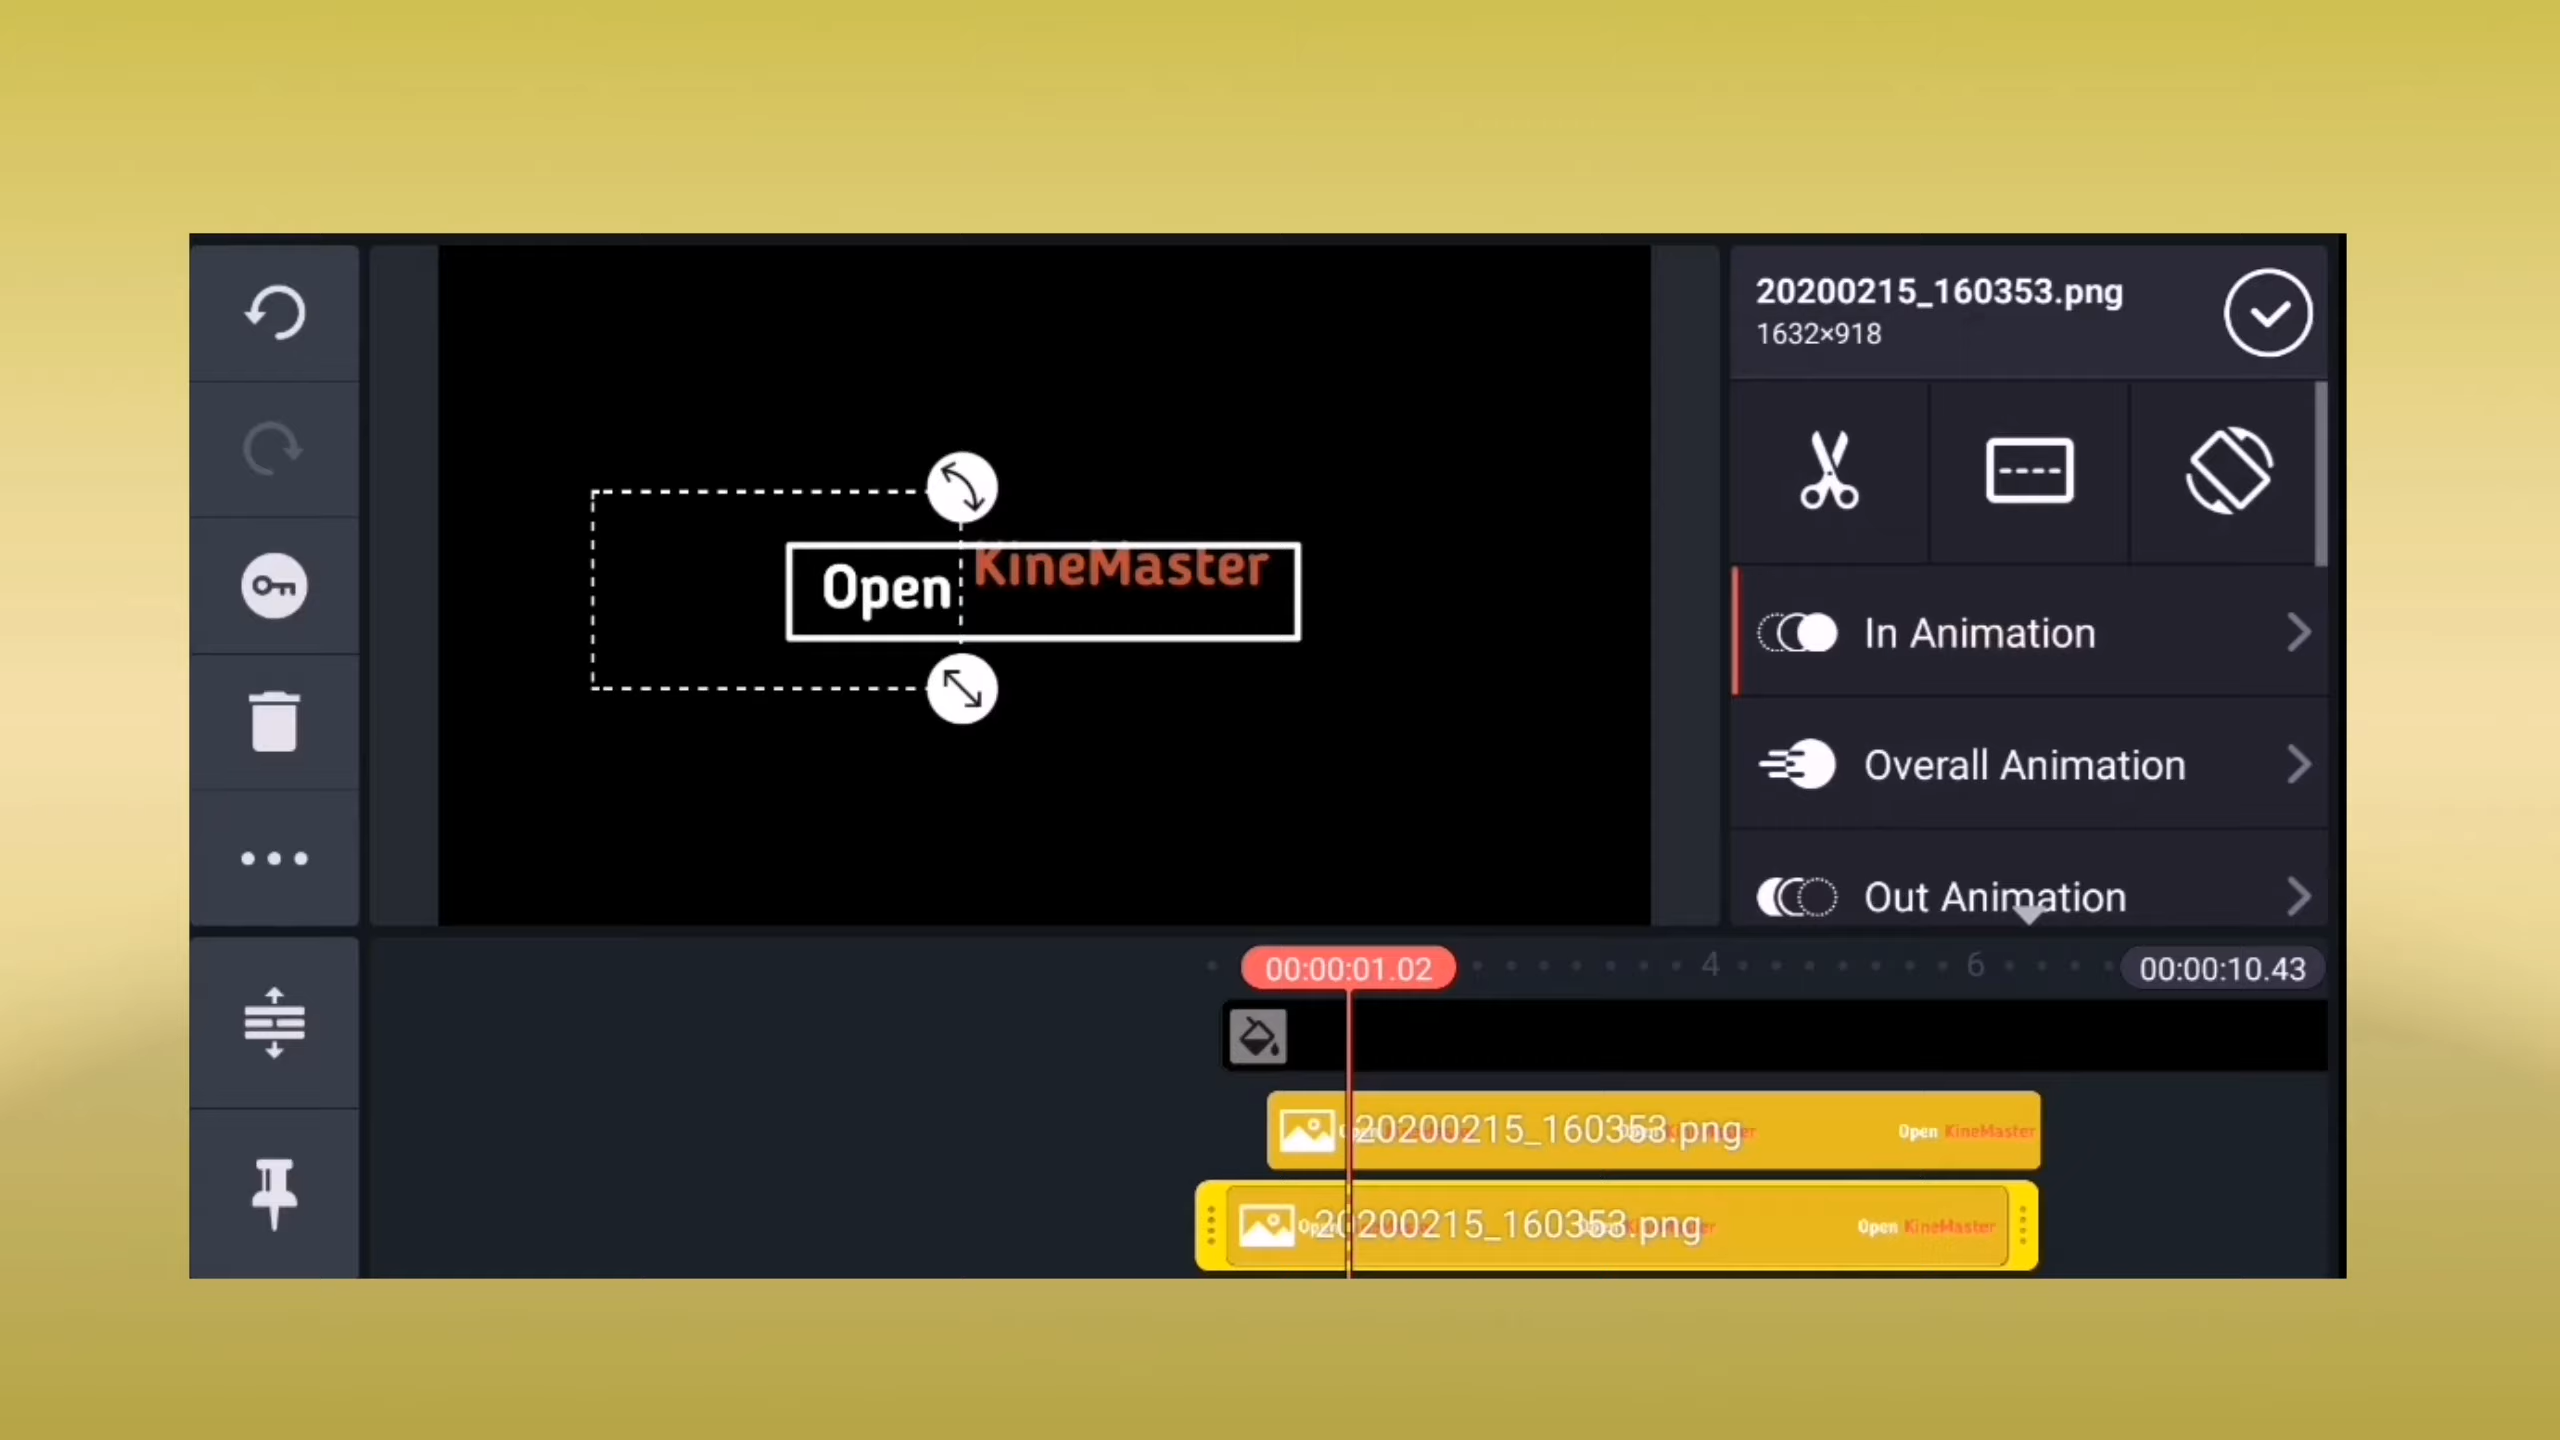 20200215_160353.png
1632×918
Open KineMaster
In Animation
Overall Animation
Out Animation
00:00:01.02
4
6
00:00:10.43
20200215_160353.png
Open KineMaster
20200215_160353.png
Open KineMaster